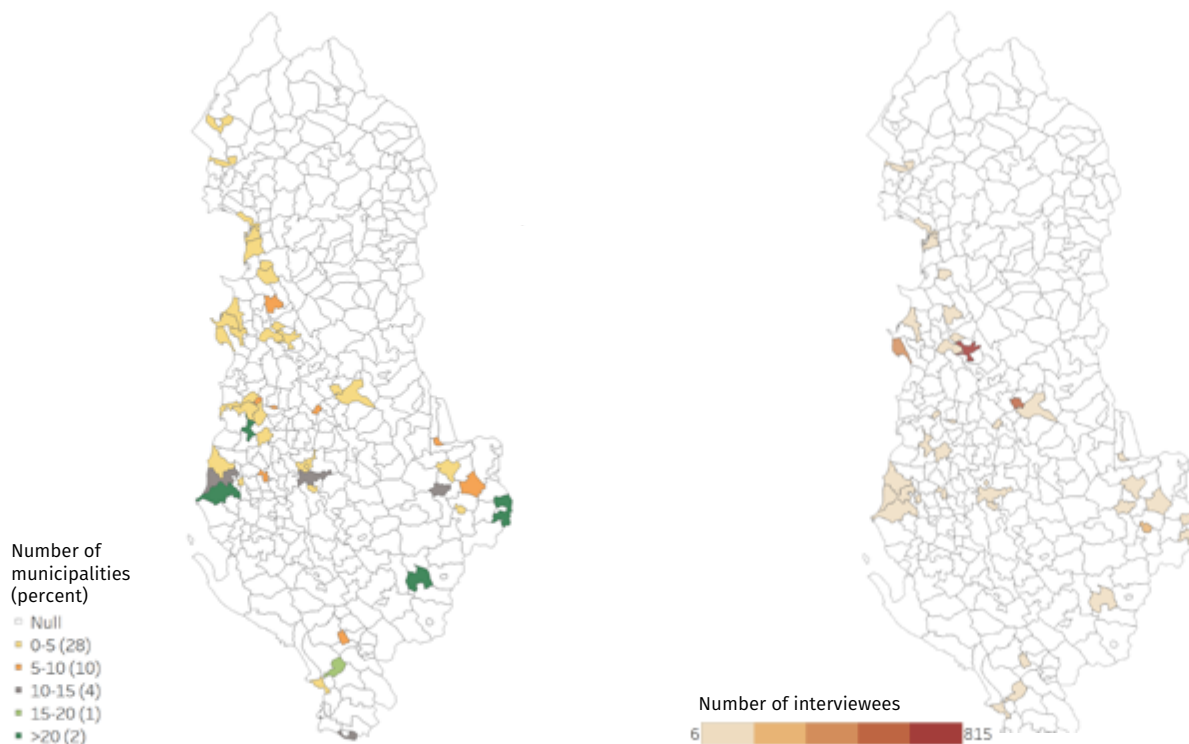 Number of
municipalities
(percent)
Null
0-5 (28)
5-10 (10)
10-15 (4)
15-20 (1)
>20 (2)
Number of interviewees
6
815